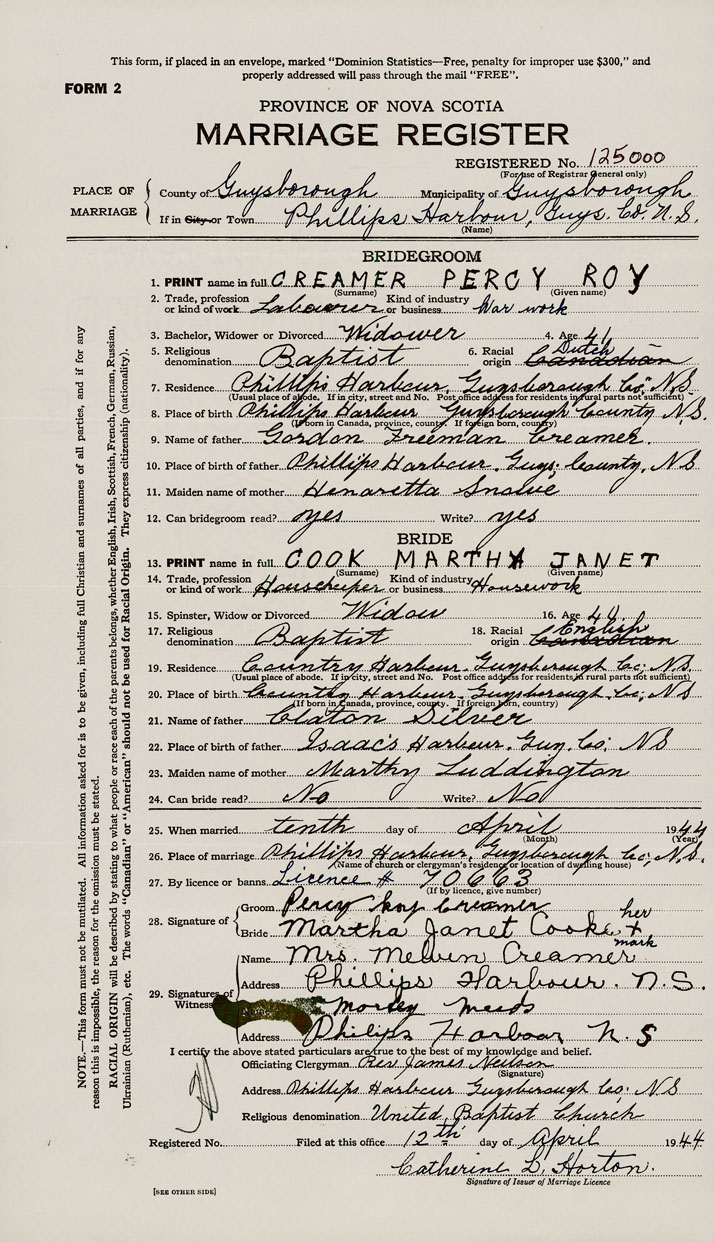 This form, if placed in an envelope, marked "Dominion Statistics—Free, penalty for improper use $300," and
properly addressed will pass through the mail "FREE".
FORM 2
PROVINCE OF NOVA SCOTIA
MARRIAGE REGISTER
REGISTERED No. 125000
(For use of Registrar General only)
PLACE OF MARRIAGE
County of Guysborough Municipality of Guysborough
If in City or Town Phillips Harbour, Guys. Co. N.S.
(Name)
BRIDEGROOM
1. PRINT name in full CREAMER PERCY ROY
(Surname) (Given name)
2. Trade, profession or kind of work Labourer Kind of industry or business War work
3. Bachelor, Widower or Divorced Widower 4. Age 41
5. Religious denomination Baptist 6. Racial origin Dutch Canadian
7. Residence Phillips Harbour, Guysborough Co; N.S.
(Usual place of abode. If in city, street and No. Post office address for residents in rural parts not sufficient)
8. Place of birth Phillips Harbour Guysborough County N.S.
(If born in Canada, province, county. If foreign born, country)
9. Name of father Gordon Freeman Creamer.
10. Place of birth of father Phillips Harbour. Guys; County, NS
11. Maiden name of mother Henaretta Snowe
12. Can bridegroom read? yes Write? yes
BRIDE
13. PRINT name in full COOK MARTHA JANET
(Surname) (Given name)
14. Trade, profession or kind of work Housekeeper Kind of industry or business Housework
15. Spinster, Widow or Divorced Widow 16. Age 40
17. Religious denomination Baptist 18. Racial origin English Canadian
19. Residence Country Harbour. Guysborough Co; N.S.
(Usual place of abode. If in city, street and No. Post office address for residents in rural parts not sufficient)
20. Place of birth Country Harbour. Guysborough Co; NS
(If born in Canada, province, county. If foreign born, country)
21. Name of father Claton Silver
22. Place of birth of father Isaac's Harbour. Guy. Co; NS
23. Maiden name of mother Marthy Luddington
24. Can bride read? No Write? No
25. When married tenth day of April 1944
(Month) (Year)
26. Place of marriage Phillips Harbour, Guysborough Co; N.S.
(Name of church or clergyman's residence or location of dwelling house)
27. By licence or banns Licence # 70663
(If by licence, give number)
28. Signature of
Groom Percy Roy Creamer
Bride Martha Janet Cooke her + mark
29. Signatures of Witnesses
Name Mrs. Melvin Creamer
Address Phillips Harbour. N.S.
Morley Meeds
Address Philips Harboar N.S
I certify the above stated particulars are true to the best of my knowledge and belief.
Officiating Clergyman Rev James Neilson
(Signature)
Address Phillips Harbour Guysborough Co; NS
Religious denomination United Baptist Church
Registered No. Filed at this office 12th day of April 1944
Catherine L. Horton.
Signature of Issuer of Marriage Licence
[SEE OTHER SIDE]
NOTE.—This form must not be mutilated. All information asked for is to be given, including full Christian and surnames of all parties, and if for any
reason this is impossible, the reason for the omission must be stated.
RACIAL ORIGIN will be described by stating to what people or race each of the parents belongs, whether English, Irish, Scottish, French, German, Russian,
Ukrainian (Ruthenian), etc. The words "Canadian" or "American" should not be used for Racial Origin. They express citizenship (nationality).